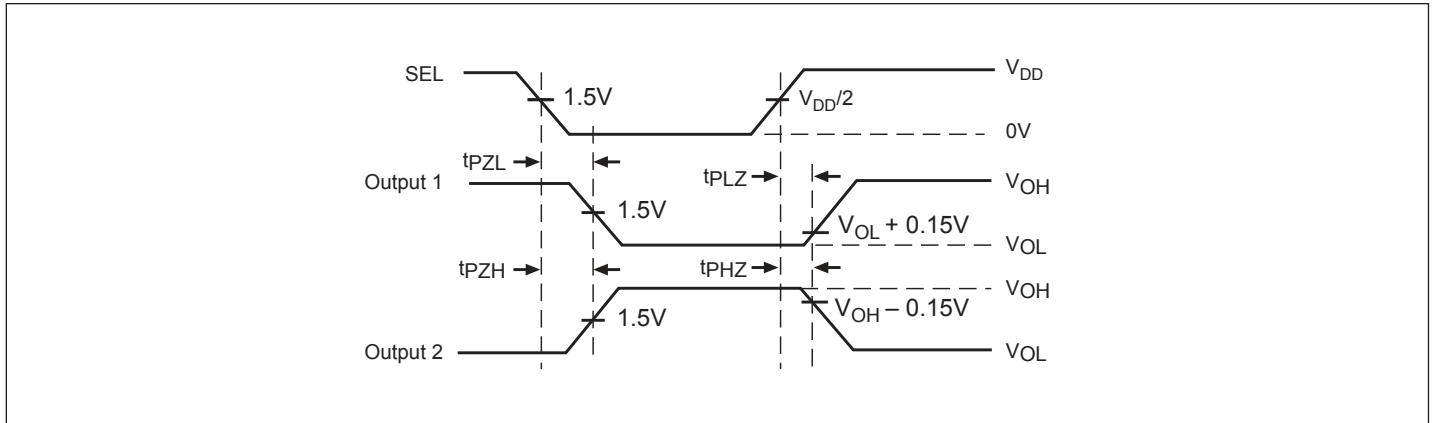 SEL
1.5V
VDD/2
VDD
0V
tPZL
tPLZ
Output 1
1.5V
VOH
VOL + 0.15V
VOL
tPZH
tPHZ
VOH
1.5V
VOH – 0.15V
Output 2
VOL